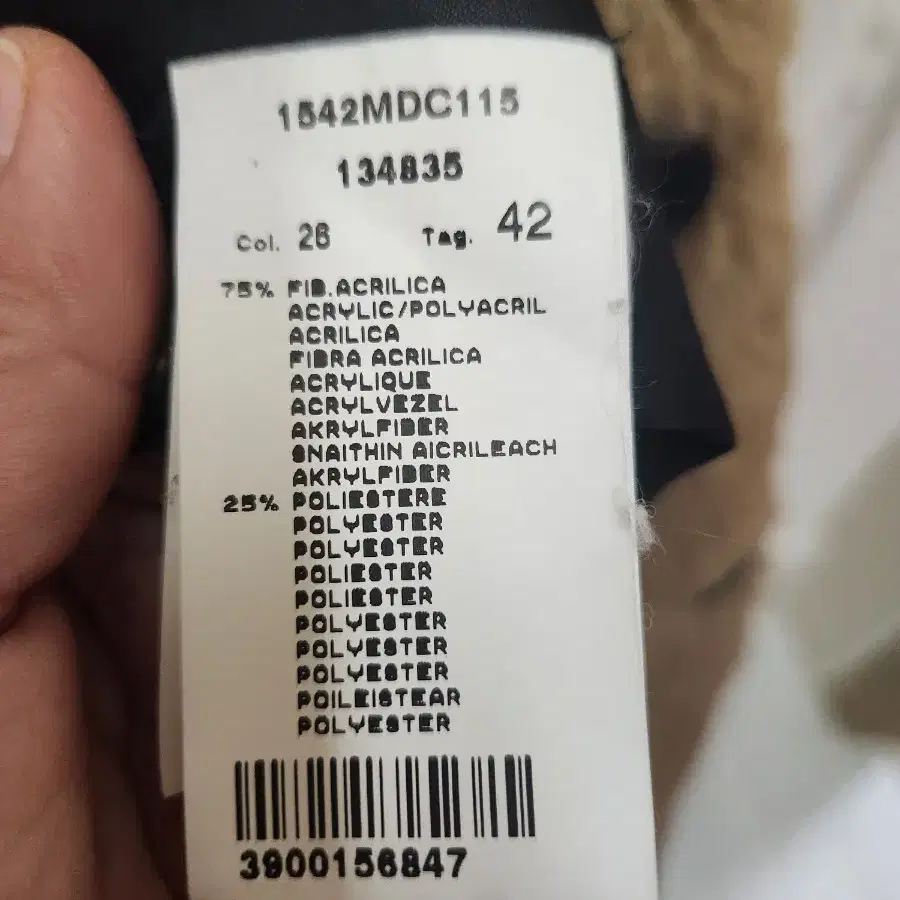 1542MDC115
134835
Col. 26 Tag. 42
75% FIB.ACRILICA
ACRYLIC/POLYACRIL
ACRILICA
FIBRA ACRILICA
ACRYLIQUE
ACRYLVEZEL
AKRYLFIBER
SNAITHIN AICRILEACH
AKRYLFIBER
25% POLIESTERE
POLYESTER
POLYESTER
POLIESTER
POLIESTER
POLYESTER
POLYESTER
POLYESTER
POILEISTEAR
POLYESTER
3900156847